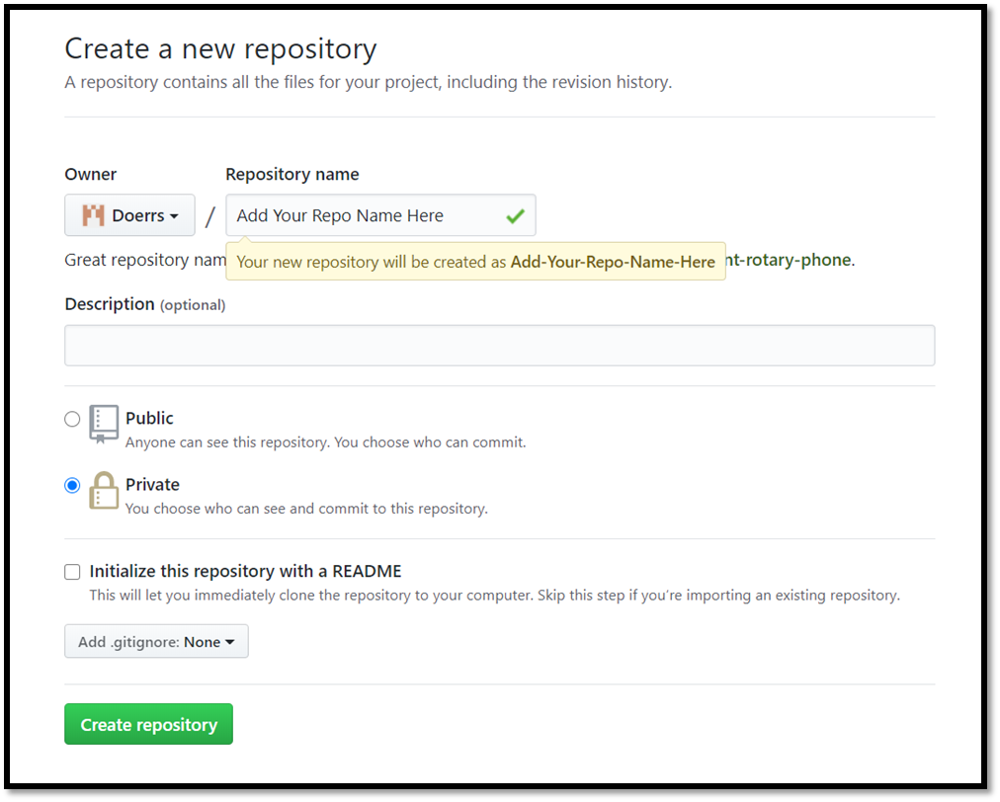 Create a new repository
A repository contains all the files for your project, including the revision history.
Owner
Repository name
Doerrs
/
Add Your Repo Name Here
Great repository nam
Your new repository will be created as Add-Your-Repo-Name-Here
nt-rotary-phone.
Description (optional)
Public
Anyone can see this repository. You choose who can commit.
Private
You choose who can see and commit to this repository.
Initialize this repository with a README
This will let you immediately clone the repository to your computer. Skip this step if you’re importing an existing repository.
Add .gitignore: None
Create repository